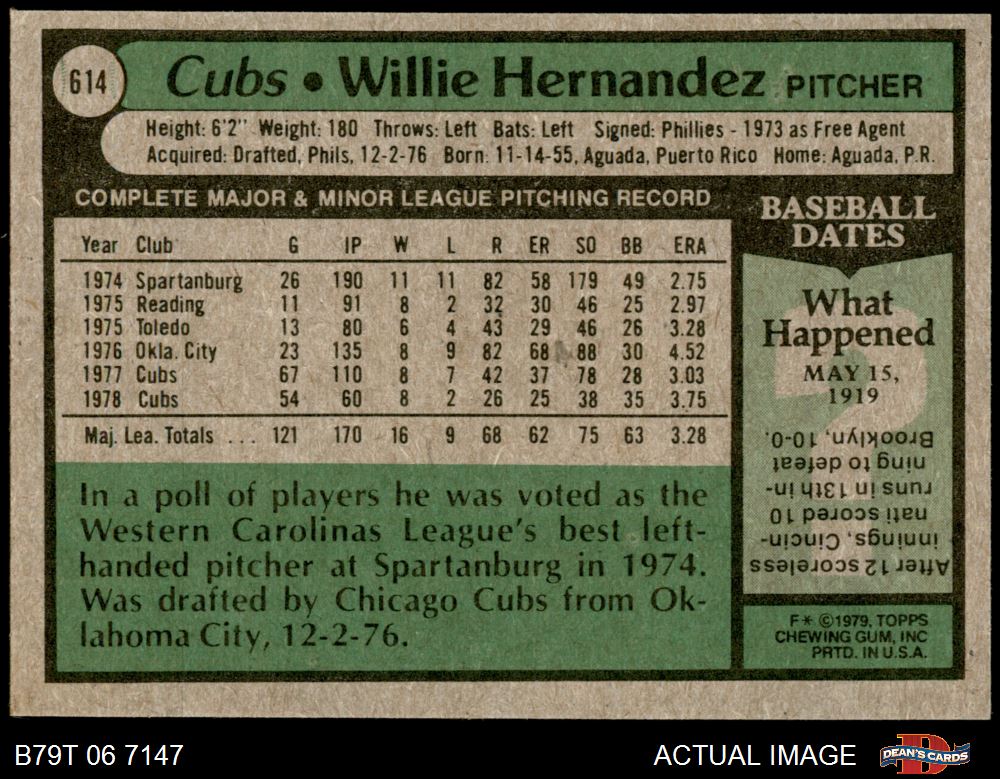 614
Cubs • Willie Hernandez PITCHER
Height: 6'2" Weight: 180 Throws: Left Bats: Left Signed: Phillies - 1973 as Free Agent
Acquired: Drafted, Phils, 12-2-76 Born: 11-14-55, Aguada, Puerto Rico Home: Aguada, P.R.
COMPLETE MAJOR & MINOR LEAGUE PITCHING RECORD
Year Club G IP W L R ER SO BB ERA
1974 Spartanburg 26 190 11 11 82 58 179 49 2.75
1975 Reading 11 91 8 2 32 30 46 25 2.97
1975 Toledo 13 80 6 4 43 29 46 26 3.28
1976 Okla. City 23 135 8 9 82 68 88 30 4.52
1977 Cubs 67 110 8 7 42 37 78 28 3.03
1978 Cubs 54 60 8 2 26 25 38 35 3.75
Maj. Lea. Totals ... 121 170 16 9 68 62 75 63 3.28
In a poll of players he was voted as the
Western Carolinas League's best left-
handed pitcher at Spartanburg in 1974.
Was drafted by Chicago Cubs from Ok-
lahoma City, 12-2-76.
BASEBALL
DATES
What
Happened
MAY 15,
1919
?
After 12 scoreless
innings, Cincin-
nati scored 10
runs in 13th in-
ning to defeat
Brooklyn, 10-0.
F* ©1979, TOPPS
CHEWING GUM, INC
PRTD. IN U.S.A.
B79T 06 7147
ACTUAL IMAGE
D
DEAN'S CARDS